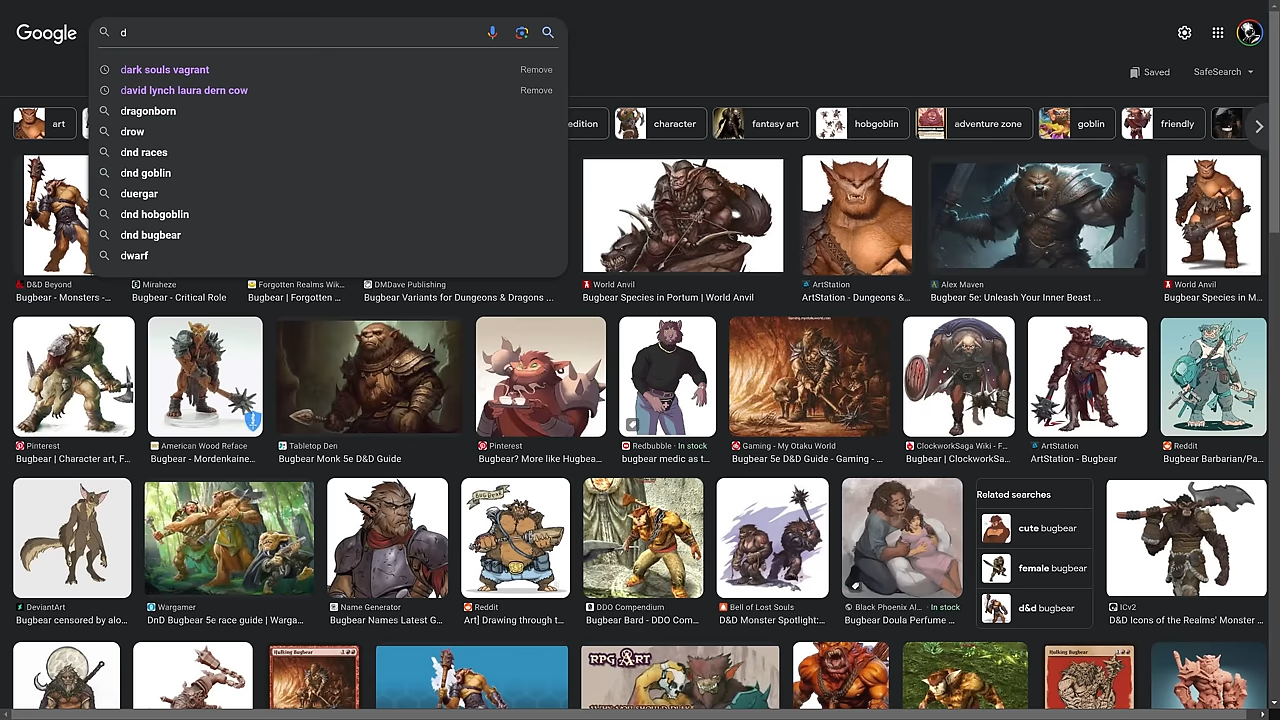 Google
d
dark souls vagrant
Remove
david lynch laura dern cow
Remove
dragonborn
drow
dnd races
dnd goblin
duergar
dnd hobgoblin
dnd bugbear
dwarf
Saved
SafeSearch
art
edition
character
fantasy art
hobgoblin
adventure zone
goblin
friendly
D&D Beyond
Miraheze
Forgotten Realms Wik...
DMDave Publishing
World Anvil
ArtStation
Alex Maven
World Anvil
Bugbear - Monsters -...
Bugbear - Critical Role
Bugbear | Forgotten ...
Bugbear Variants for Dungeons & Dragons ...
Bugbear Species in Portum | World Anvil
ArtStation - Dungeons &...
Bugbear 5e: Unleash Your Inner Beast ...
Bugbear Species in M...
Pinterest
American Wood Reface
Tabletop Den
Pinterest
Redbubble · In stock
Gaming - My Otaku World
ClockworkSaga Wiki - F...
ArtStation
Reddit
Bugbear | Character art, F...
Bugbear - Mordenkaine...
Bugbear Monk 5e D&D Guide
Bugbear? More like Hugbea...
bugbear medic as t...
Bugbear 5e D&D Guide - Gaming - ...
Bugbear | ClockworkSa...
ArtStation - Bugbear
Bugbear Barbarian/Pa...
Related searches
cute bugbear
female bugbear
d&d bugbear
DeviantArt
Wargamer
Name Generator
Reddit
DDO Compendium
Bell of Lost Souls
Black Phoenix Al... · In stock
ICv2
Bugbear censored by alo...
DnD Bugbear 5e race guide | Warga...
Bugbear Names Latest G...
Art] Drawing through t...
Bugbear Bard - DDO Com...
D&D Monster Spotlight:...
Bugbear Doula Perfume ...
D&D Icons of the Realms' Monster ...
Hulking Bugbear
RPG ART
Hulking Bugbear